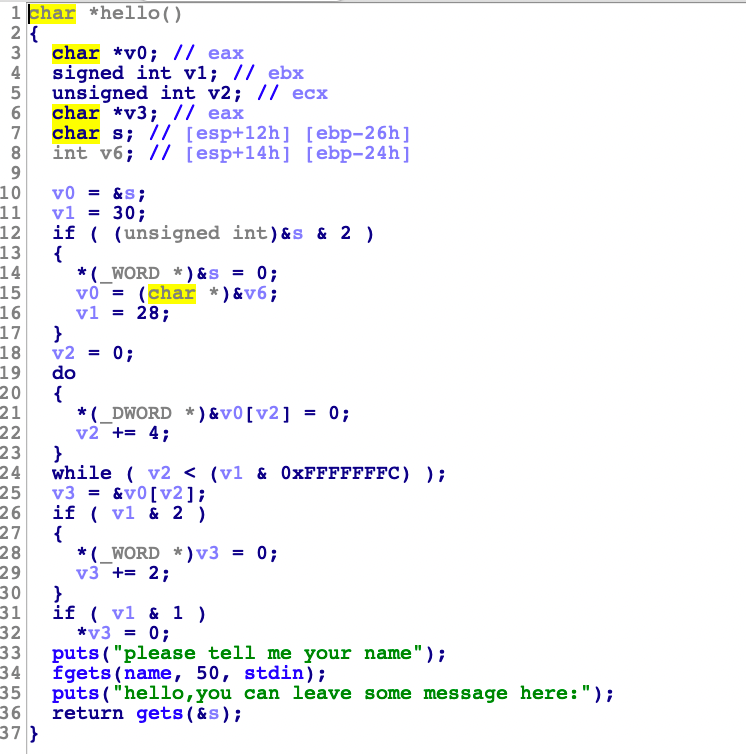 1 char *hello()
2 {
3   char *v0; // eax
4   signed int v1; // ebx
5   unsigned int v2; // ecx
6   char *v3; // eax
7   char s; // [esp+12h] [ebp-26h]
8   int v6; // [esp+14h] [ebp-24h]
9
10   v0 = &s;
11   v1 = 30;
12   if ( (unsigned int)&s & 2 )
13   {
14     *(_WORD *)&s = 0;
15     v0 = (char *)&v6;
16     v1 = 28;
17   }
18   v2 = 0;
19   do
20   {
21     *(_DWORD *)&v0[v2] = 0;
22     v2 += 4;
23   }
24   while ( v2 < (v1 & 0xFFFFFFFC) );
25   v3 = &v0[v2];
26   if ( v1 & 2 )
27   {
28     *(_WORD *)v3 = 0;
29     v3 += 2;
30   }
31   if ( v1 & 1 )
32     *v3 = 0;
33   puts("please tell me your name");
34   fgets(name, 50, stdin);
35   puts("hello,you can leave some message here:");
36   return gets(&s);
37 }